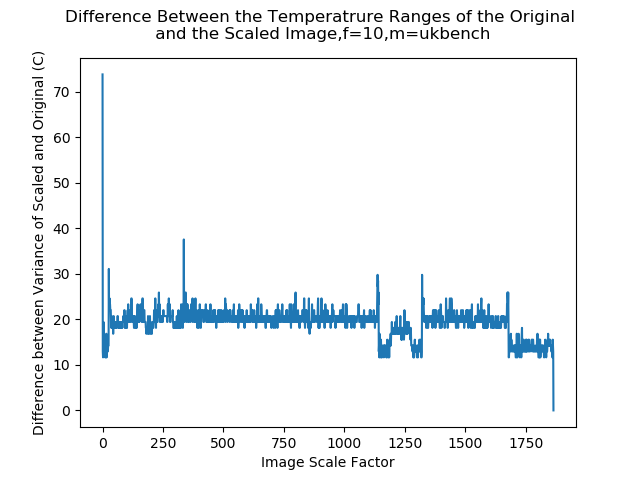 Difference Between the Temperatrure Ranges of the Original
and the Scaled Image,f=10,m=ukbench
Difference between Variance of Scaled and Original (C)
70
60
50
40
30
20
10
0
0 250 500 750 1000 1250 1500 1750
Image Scale Factor